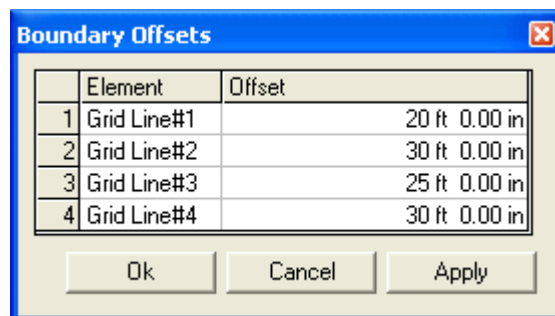 Boundary Offsets
Element Offset
1 Grid Line#1 20 ft 0.00 in
2 Grid Line#2 30 ft 0.00 in
3 Grid Line#3 25 ft 0.00 in
4 Grid Line#4 30 ft 0.00 in
Ok Cancel Apply